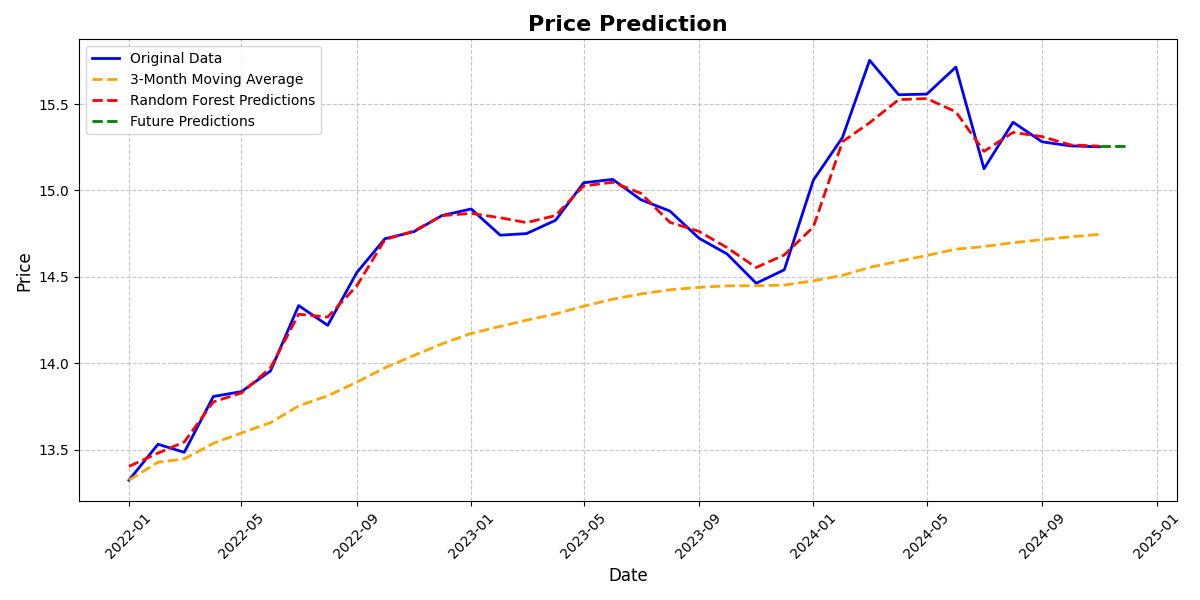 Price Prediction
Original Data
3-Month Moving Average
Random Forest Predictions
Future Predictions
Price
15.5
15.0
14.5
14.0
13.5
2022-01
2022-05
2022-09
2023-01
2023-05
2023-09
2024-01
2024-05
2024-09
2025-01
Date